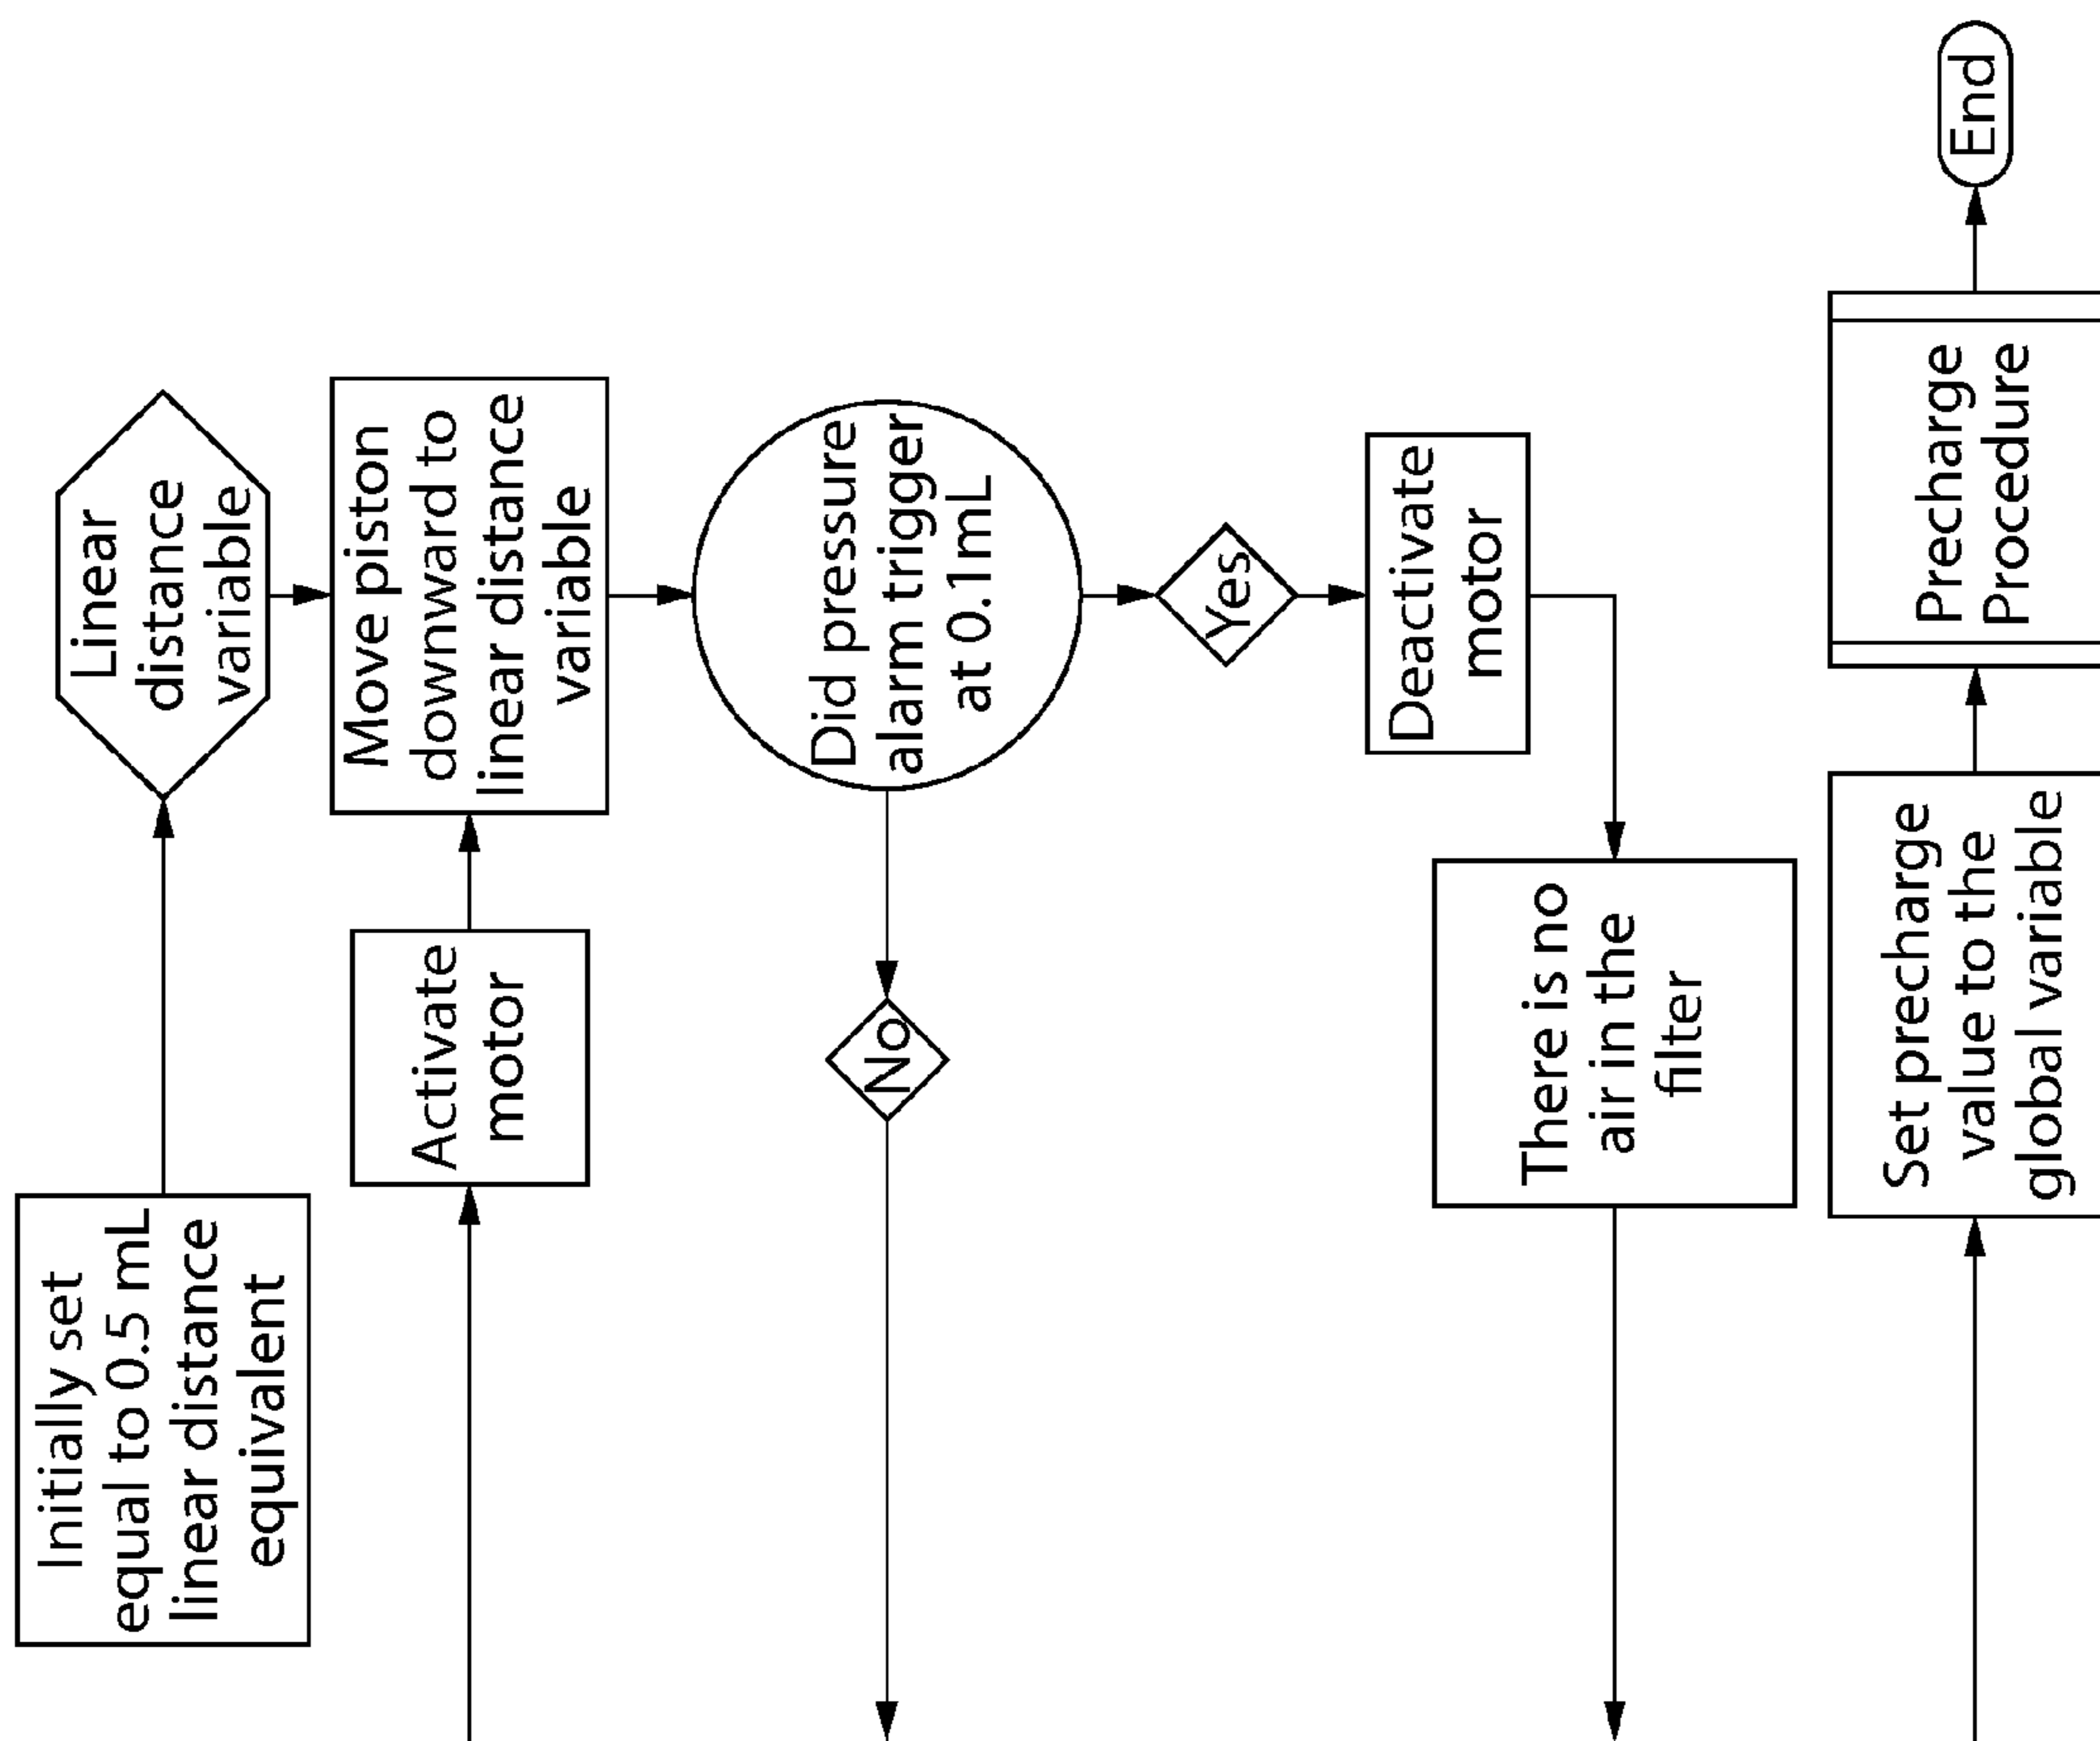 Initially set
equal to 0.5 mL
linear distance
equivalent
Linear
distance
variable
Activate
motor
Move piston
downward to
linear distance
variable
No
Did pressure
alarm trigger
at 0.1mL
Yes
Deactivate
motor
There is no
air in the
filter
Set precharge
value to the
global variable
Precharge
Procedure
End